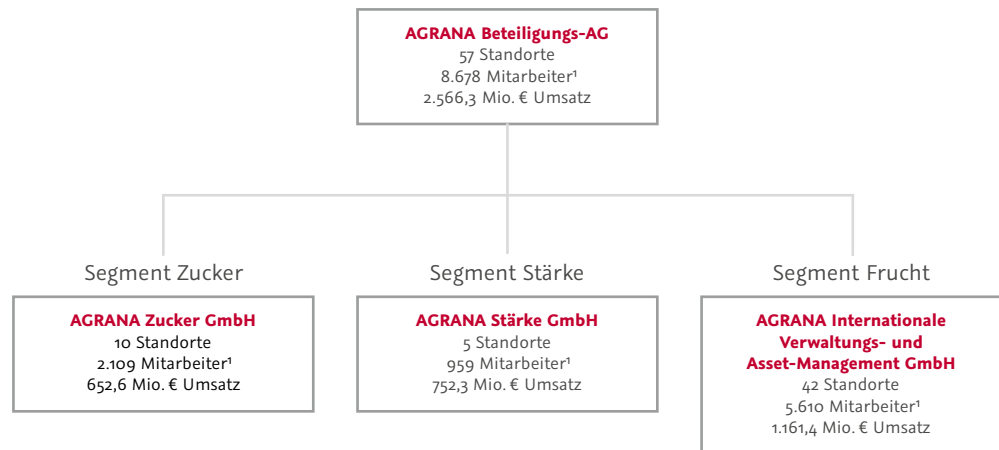 AGRANA Beteiligungs-AG
57 Standorte
8.678 Mitarbeiter¹
2.566,3 Mio. € Umsatz
Segment Zucker
AGRANA Zucker GmbH
10 Standorte
2.109 Mitarbeiter¹
652,6 Mio. € Umsatz
Segment Stärke
AGRANA Stärke GmbH
5 Standorte
959 Mitarbeiter¹
752,3 Mio. € Umsatz
Segment Frucht
AGRANA Internationale
Verwaltungs- und
Asset-Management GmbH
42 Standorte
5.610 Mitarbeiter¹
1.161,4 Mio. € Umsatz